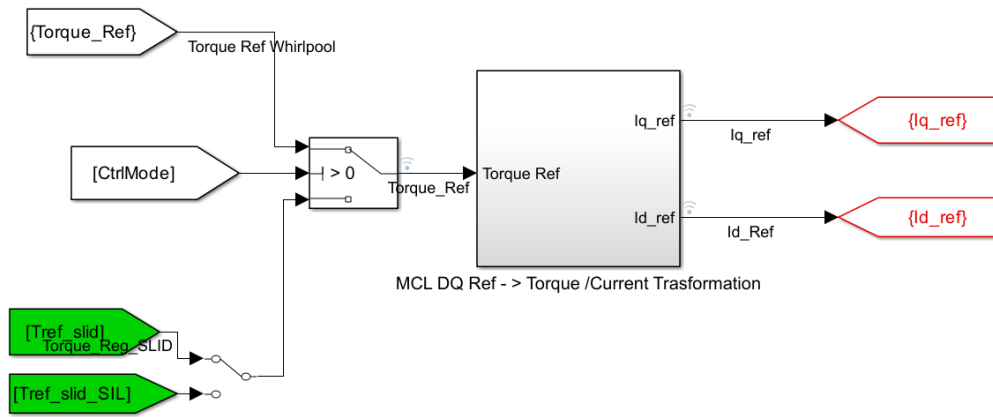 {Torque_Ref}
Torque Ref Whirlpool
[CtrlMode]
> 0
Torque_Ref
Torque Ref
Iq_ref
Id_ref
Iq_ref
Id_Ref
{Iq_ref}
{Id_ref}
MCL DQ Ref - > Torque /Current Trasformation
[Tref_slid]
Torque_Reg_SLID
[Tref_slid_SIL]